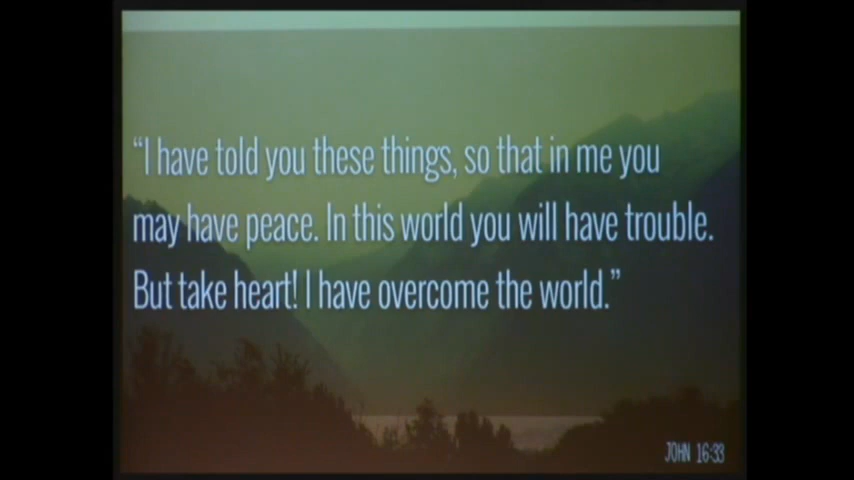 “I have told you these things, so that in me you
may have peace. In this world you will have trouble.
But take heart! I have overcome the world.”
JOHN 16:33